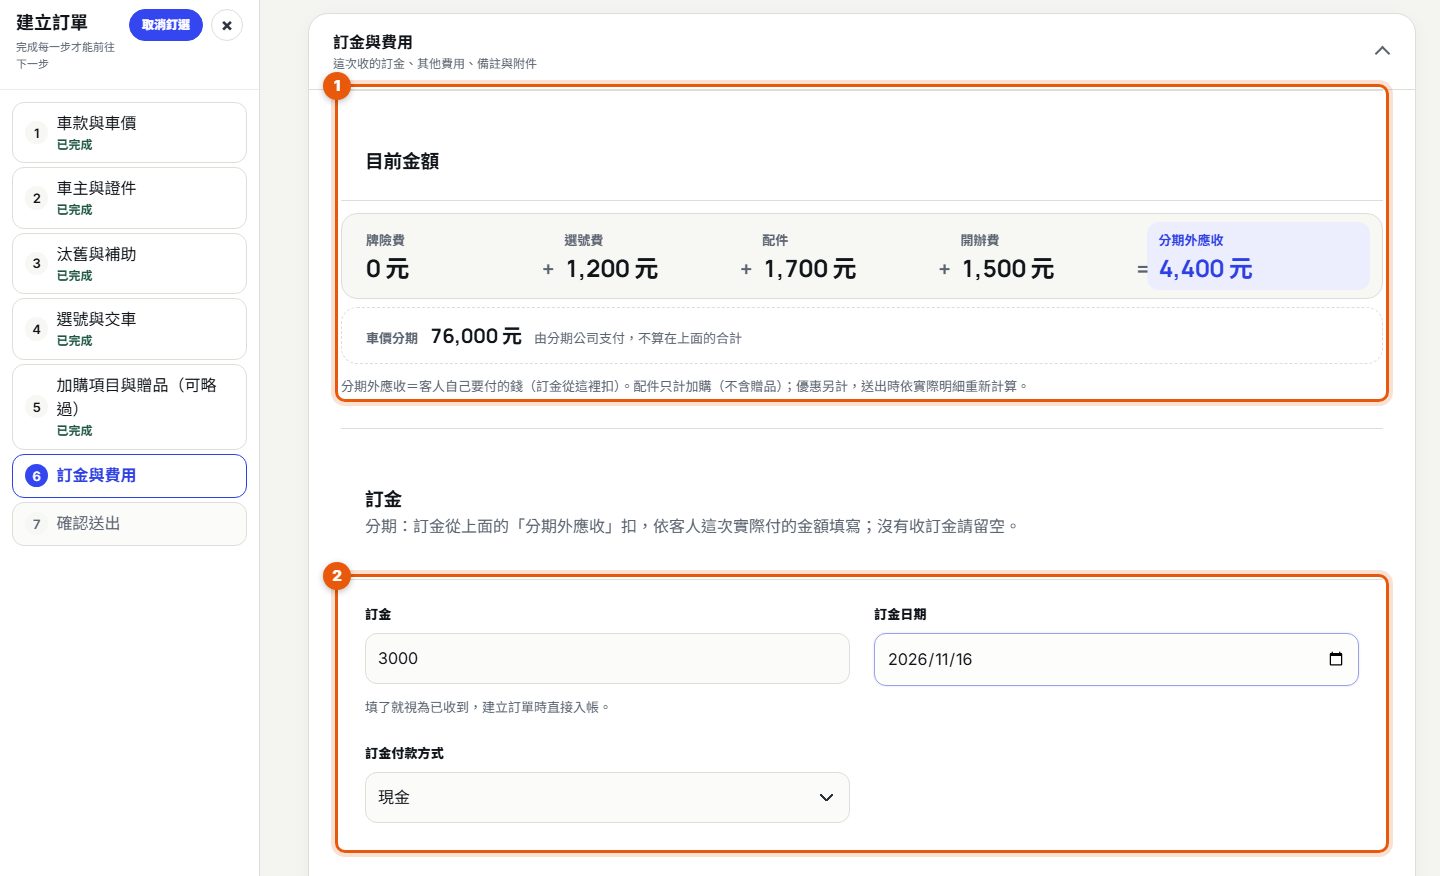 建立訂單
取消釘選
完成每一步才能前往
下一步
1
車款與車價
已完成
2
車主與證件
已完成
3
汰舊與補助
已完成
4
選號與交車
已完成
5
加購項目與贈品（可略
過）
已完成
6
訂金與費用
7
確認送出
訂金與費用
這次收的訂金、其他費用、備註與附件
1
目前金額
牌險費
0 元
+
選號費
1,200 元
+
配件
1,700 元
+
開辦費
1,500 元
=
分期外應收
4,400 元
車價分期 76,000 元 由分期公司支付，不算在上面的合計
分期外應收＝客人自己要付的錢（訂金從這裡扣）。配件只計加購（不含贈品）；優惠另計，送出時依實際明細重新計算。
訂金
分期：訂金從上面的「分期外應收」扣，依客人這次實際付的金額填寫；沒有收訂金請留空。
2
訂金
3000
填了就視為已收到，建立訂單時直接入帳。
訂金日期
2026/11/16
訂金付款方式
現金